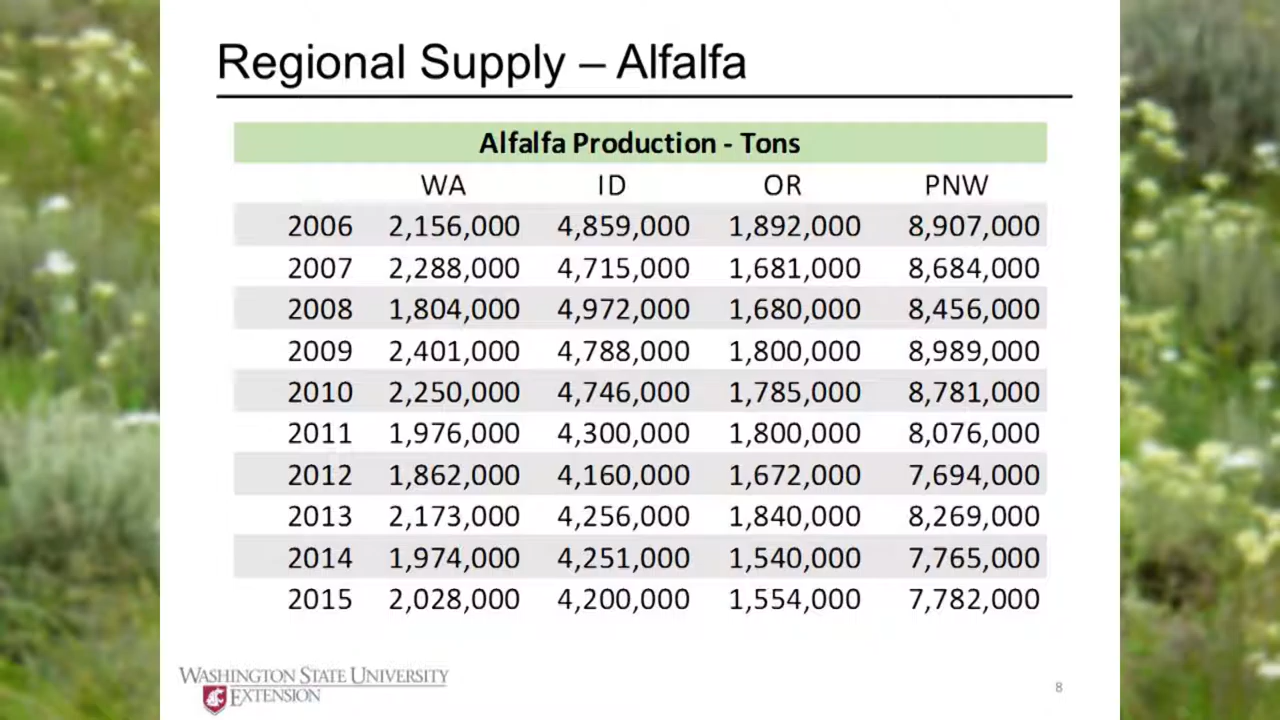 Regional Supply – Alfalfa
Alfalfa Production - Tons
WA ID OR PNW
2006 2,156,000 4,859,000 1,892,000 8,907,000
2007 2,288,000 4,715,000 1,681,000 8,684,000
2008 1,804,000 4,972,000 1,680,000 8,456,000
2009 2,401,000 4,788,000 1,800,000 8,989,000
2010 2,250,000 4,746,000 1,785,000 8,781,000
2011 1,976,000 4,300,000 1,800,000 8,076,000
2012 1,862,000 4,160,000 1,672,000 7,694,000
2013 2,173,000 4,256,000 1,840,000 8,269,000
2014 1,974,000 4,251,000 1,540,000 7,765,000
2015 2,028,000 4,200,000 1,554,000 7,782,000
WASHINGTON STATE UNIVERSITY
EXTENSION
8